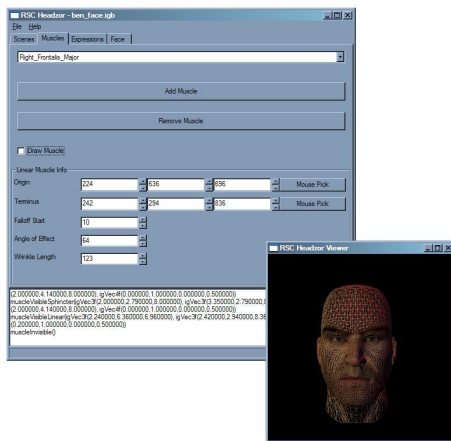 RSC Headzor - ben_face.igb
File Help
Scenes Muscles Expressions Face
Right_Frontalis_Major
Add Muscle
Remove Muscle
Draw Muscle
Linear Muscle Info
Origin 224 636 696 Mouse Pick
Terminus 242 294 836 Mouse Pick
Falloff Start 10
Angle of Effect 64
Wrinkle Length 123
(2.000000,4.140000,8.000000), igVec4f(0.000000,1.000000,0.000000,0.500000))
muscleVisibleSphincter(igVec3f(2.000000,2.790000,8.000000), igVec3f(3.350000,2.790000,8
(2.000000,4.140000,8.000000), igVec4f(0.000000,1.000000,0.000000,0.500000))
muscleVisibleLinear(igVec3f(2.240000,6.360000,6.960000), igVec3f(2.420000,2.940000,8.36
(0.200000,1.000000,0.000000,0.500000))
muscleInvisible()
RSC Headzor Viewer